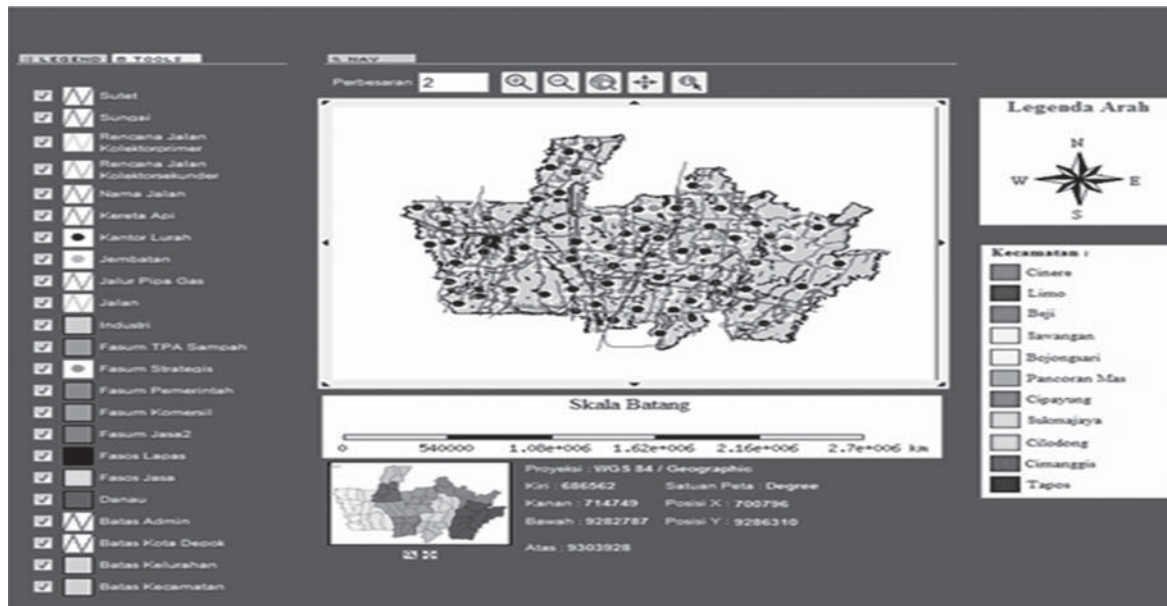 LEGEND TOOLS
NAV
Perbesaran 2
Sutet
Sungai
Rencana Jalan
Kollektorprimer
Rencana Jalan
Kollektorsekunder
Nama Jalan
Kereta Api
Kantor Lurah
Jembatan
Jalur Pipa Gas
Jalan
Industri
Fasum TPA Sampah
Fasum Strategis
Fasum Pemerintah
Fasum Komersil
Fasum Jasa2
Fasos Lapas
Fasos Jasa
Danau
Batas Admin
Batas Kota Depok
Batas Kelurahan
Batas Kecamatan
Skala Batang
0 540000 1.08e+006 1.62e+006 2.16e+006 2.7e+006 km
Proyeksi : WGS 84 / Geographic
Kiri : 686562 Satuan Peta : Degree
Kanan : 714749 Posisi X : 700796
Bawah : 9282787 Posisi Y : 9286310
Atas : 9303928
Legenda Arah
N
W E
S
Kecamatan :
Cinere
Limo
Beji
Sawangan
Bojongsari
Pancoran Mas
Cipayung
Sukmajaya
Cilodong
Cimanggis
Tapos